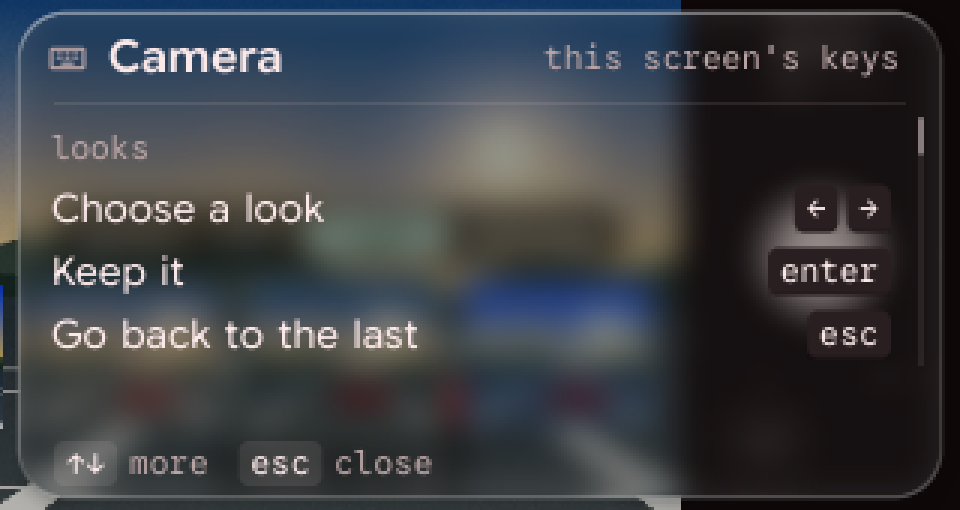 Camera this screen's keys
looks
Choose a look ← →
Keep it enter
Go back to the last esc
↑↓ more esc close